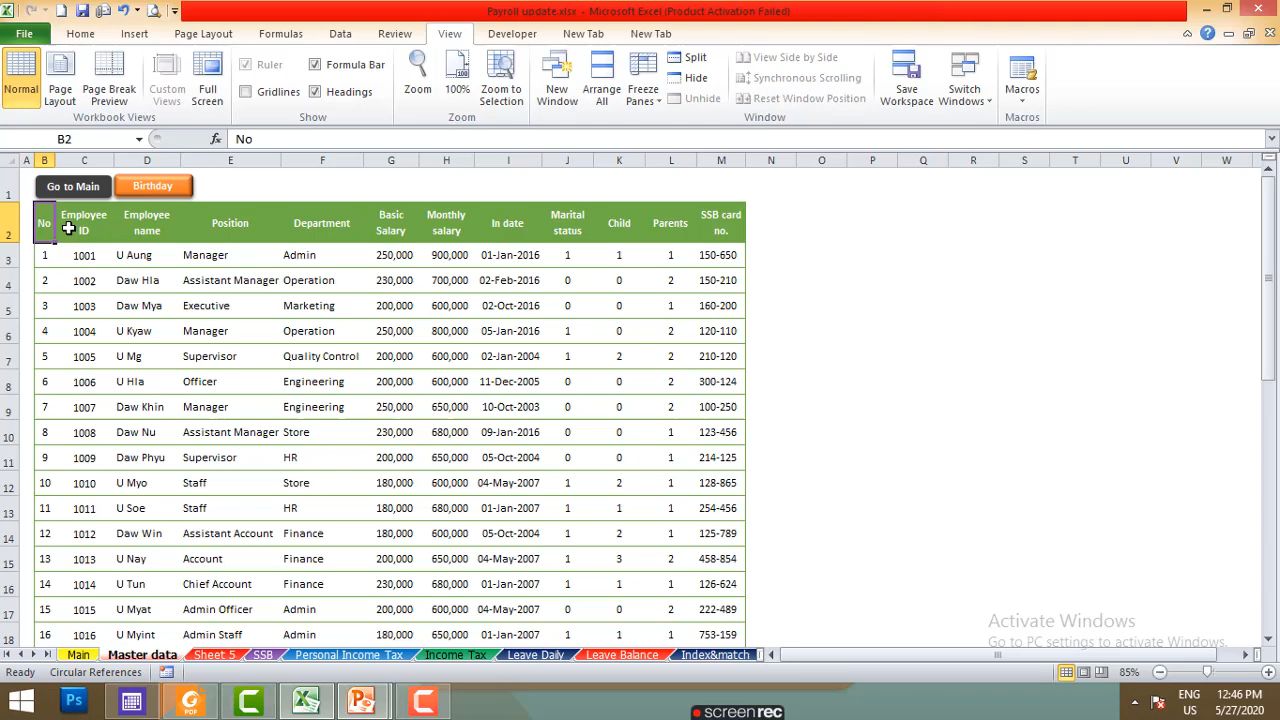 Payroll update.xlsx - Microsoft Excel (Product Activation Failed)
File Home Insert Page Layout Formulas Data Review View Developer New Tab New Tab
Normal Page Layout Page Break Preview Custom Views Full Screen
Workbook Views
Ruler Formula Bar
Gridlines Headings
Show
Zoom 100% Zoom to Selection
Zoom
New Window Arrange All Freeze Panes
Split
Hide
Unhide
View Side by Side
Synchronous Scrolling
Reset Window Position
Window
Save Workspace Switch Windows
Macros
Macros
B2 fx No
A B C D E F G H I J K L M N O P Q R S T U V W
1 Go to Main Birthday
2 No Employee ID Employee name Position Department Basic Salary Monthly salary In date Marital status Child Parents SSB card no.
3 1 1001 U Aung Manager Admin 250,000 900,000 01-Jan-2016 1 1 1 150-650
4 2 1002 Daw Hla Assistant Manager Operation 230,000 700,000 02-Feb-2016 0 0 2 150-210
5 3 1003 Daw Mya Executive Marketing 200,000 600,000 02-Oct-2016 0 0 1 160-200
6 4 1004 U Kyaw Manager Operation 250,000 800,000 05-Jan-2016 1 0 2 120-110
7 5 1005 U Mg Supervisor Quality Control 200,000 600,000 02-Jan-2004 1 2 2 210-120
8 6 1006 U Hla Officer Engineering 200,000 600,000 11-Dec-2005 0 0 2 300-124
9 7 1007 Daw Khin Manager Engineering 200,000 650,000 10-Oct-2003 0 0 2 100-250
10 8 1008 Daw Nu Assistant Manager Store 230,000 680,000 09-Jan-2016 0 0 1 123-456
11 9 1009 Daw Phyu Supervisor HR 200,000 650,000 05-Oct-2004 0 0 1 214-125
12 10 1010 U Myo Staff Store 180,000 600,000 04-May-2007 1 2 1 128-865
13 11 1011 U Soe Staff HR 180,000 680,000 01-Jan-2007 1 1 1 254-456
14 12 1012 Daw Win Assistant Account Finance 180,000 600,000 05-Oct-2004 1 2 1 125-789
15 13 1013 U Nay Account Finance 200,000 650,000 04-May-2007 1 3 2 458-854
16 14 1014 U Tun Chief Account Finance 230,000 680,000 01-Jan-2007 1 1 1 126-624
17 15 1015 U Myat Admin Officer Admin 200,000 600,000 04-May-2007 0 0 2 222-489
18 16 1016 U Myint Admin Staff Admin 180,000 650,000 01-Jan-2007 1 1 1 753-159
Activate Windows
Go to PC settings to activate Windows.
Main Master data Sheet 5 SSB Personal Income Tax Income Tax Leave Daily Leave Balance Index&match
Ready Circular References 85%
Ps PDF ENG US 12:46 PM 5/27/2020
screenrec